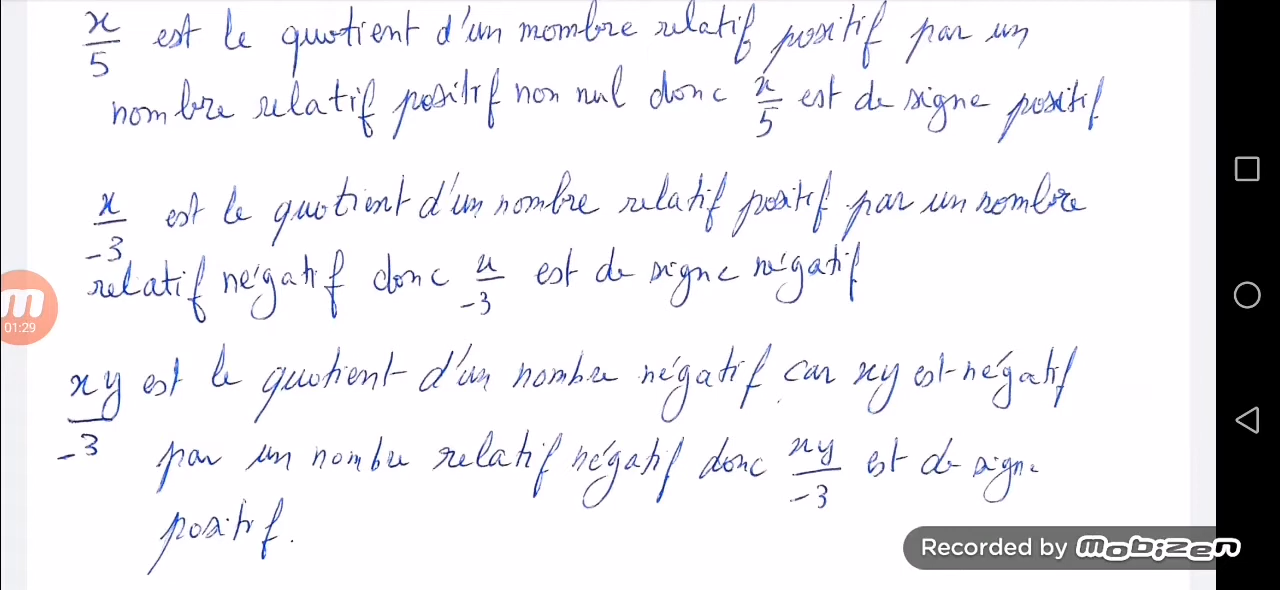 x/5 est le quotient d'un nombre relatif positif par un
nombre relatif positif non nul donc x/5 est de signe positif
x/-3 est le quotient d'un nombre relatif positif par un nombre
relatif négatif donc x/-3 est de signe négatif
xy/-3 est le quotient d'un nombre négatif car xy est négatif
par un nombre relatif négatif donc xy/-3 est de signe
positif.
01:29
Recorded by mobizen